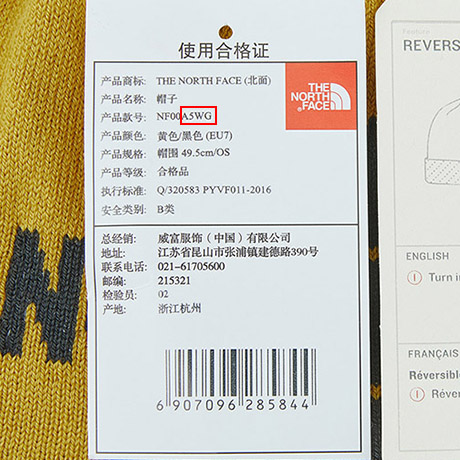 使用合格证
产品商标: THE NORTH FACE (北面)
产品名称: 帽子
产品款号: NF00A5WG
产品颜色: 黄色/黑色 (EU7)
产品规格: 帽围 49.5cm/OS
产品等级: 合格品
执行标准: Q/320583 PYVF011-2016
安全类别: B类
THE
NORTH
FACE
总经销: 威富服饰（中国）有限公司
地址: 江苏省昆山市张浦镇建德路390号
联系电话: 021-61705600
邮编: 215321
检验员: 02
产地: 浙江杭州
6907096285844
Feature
REVERS
ENGLISH
Turn i
FRANÇAIS
Réversible
Réver
N